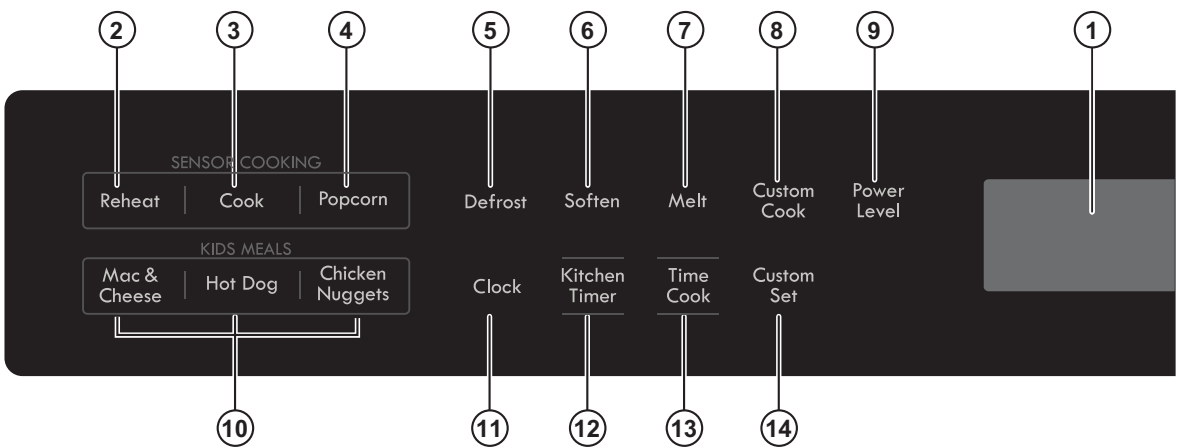 2 3 4 5 6 7 8 9 1
SENSOR COOKING
Reheat Cook Popcorn
Defrost Soften Melt
Custom
Cook
Power
Level
KIDS MEALS
Mac &
Cheese
Hot Dog
Chicken
Nuggets
Clock
Kitchen
Timer
Time
Cook
Custom
Set
10 11 12 13 14